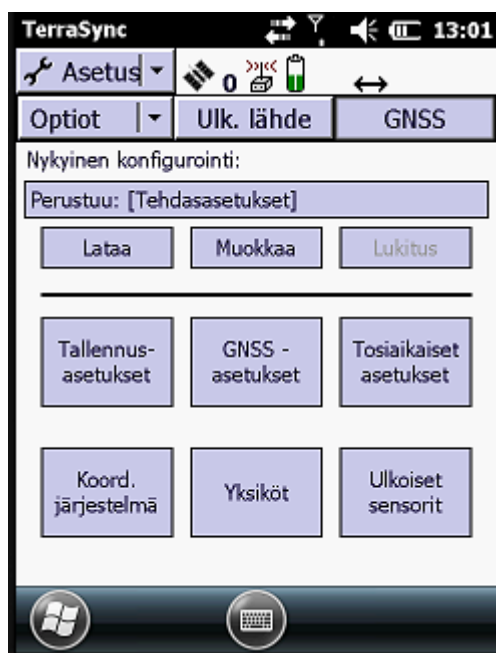 TerraSync 13:01
Asetus 0
Optiot Ulk. lähde GNSS
Nykyinen konfigurointi:
Perustuu: [Tehdasasetukset]
Lataa Muokkaa Lukitus
Tallennus- GNSS - Tosiaikaiset
asetukset asetukset asetukset
Koord. Yksiköt Ulkoiset
järjestelmä sensorit